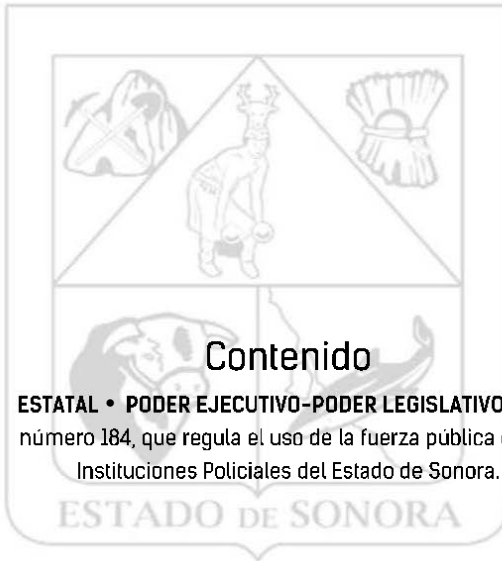 Contenido
ESTATAL • PODER EJECUTIVO-PODER LEGISLATIVO
número 184, que regula el uso de la fuerza pública
Instituciones Policiales del Estado de Sonora.
ESTADO DE SONORA